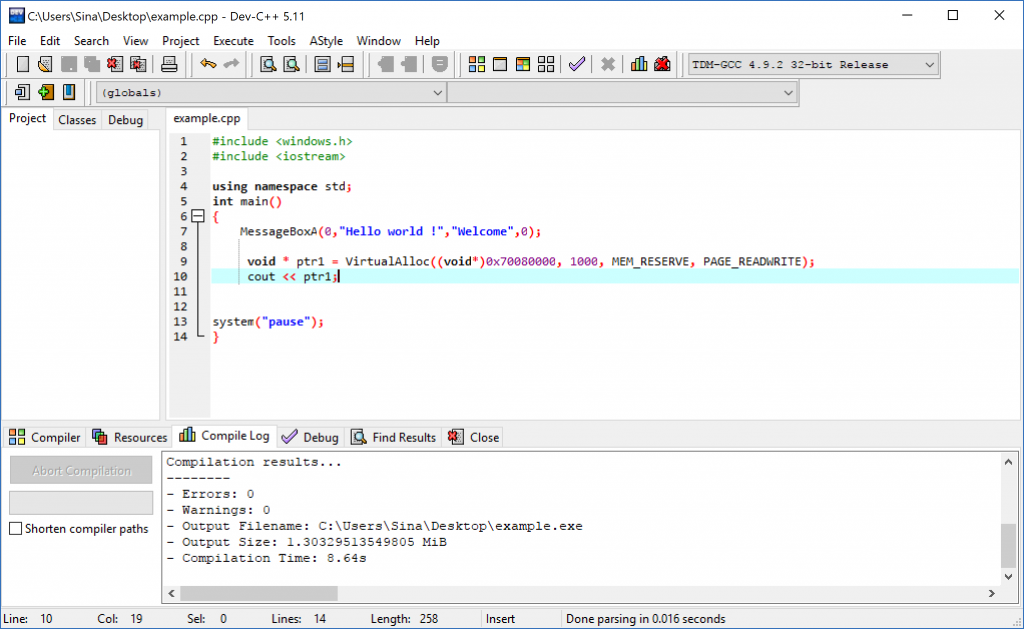 C:\Users\Sina\Desktop\example.cpp - Dev-C++ 5.11
File Edit Search View Project Execute Tools AStyle Window Help
TDM-GCC 4.9.2 32-bit Release
(globals)
Project Classes Debug example.cpp
1 #include <windows.h>
2 #include <iostream>
3
4 using namespace std;
5 int main()
6 {
7 MessageBoxA(0,"Hello world !","Welcome",0);
8
9 void * ptr1 = VirtualAlloc((void*)0x70080000, 1000, MEM_RESERVE, PAGE_READWRITE);
10 cout << ptr1;
11
12
13 system("pause");
14 }
Compiler Resources Compile Log Debug Find Results Close
Abort Compilation
Shorten compiler paths
Compilation results...
--------
- Errors: 0
- Warnings: 0
- Output Filename: C:\Users\Sina\Desktop\example.exe
- Output Size: 1.30329513549805 MiB
- Compilation Time: 8.64s
Line: 10 Col: 19 Sel: 0 Lines: 14 Length: 258 Insert Done parsing in 0.016 seconds